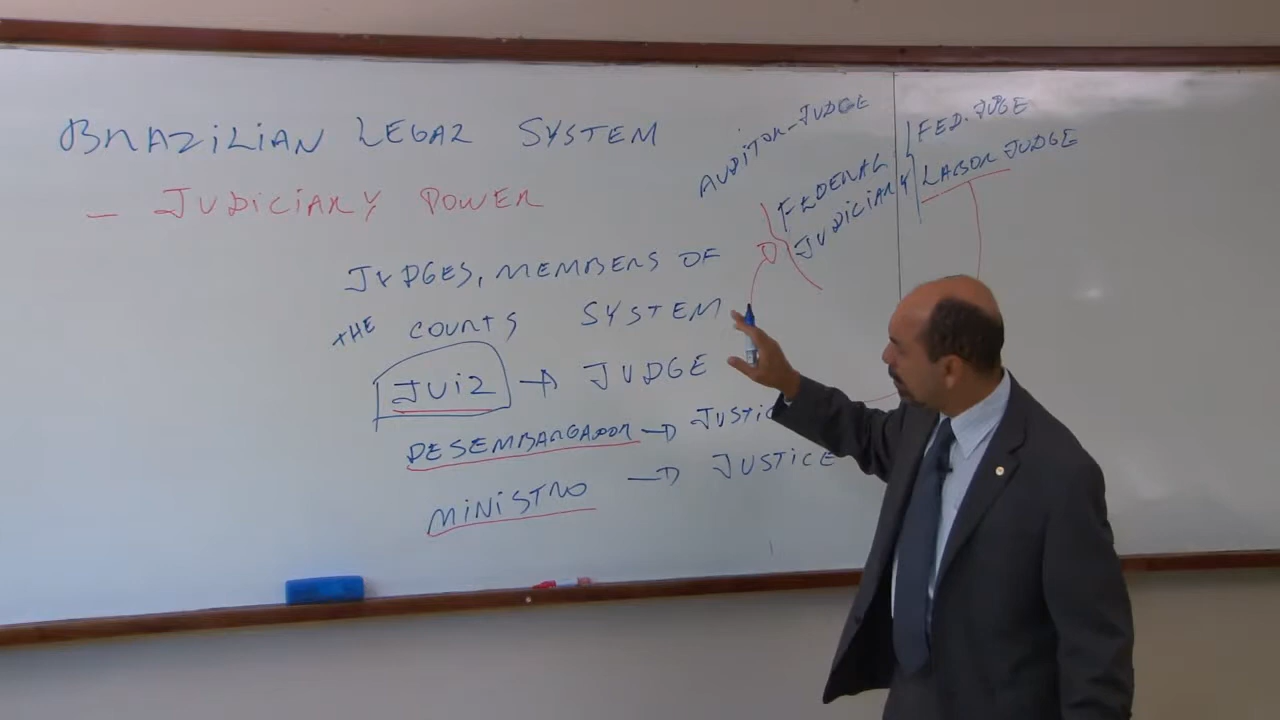 BRAZILIAN LEGAL SYSTEM
- JUDICIARY POWER
JUDGES, MEMBERS OF
THE COURTS SYSTEM
JUIZ → JUDGE
DESEMBARGADOR → JUSTIC
MINISTRO → JUSTICE
AUDITOR-JUDGE
FEDERAL
JUDICIARY
FED. JUDGE
LABOR JUDGE